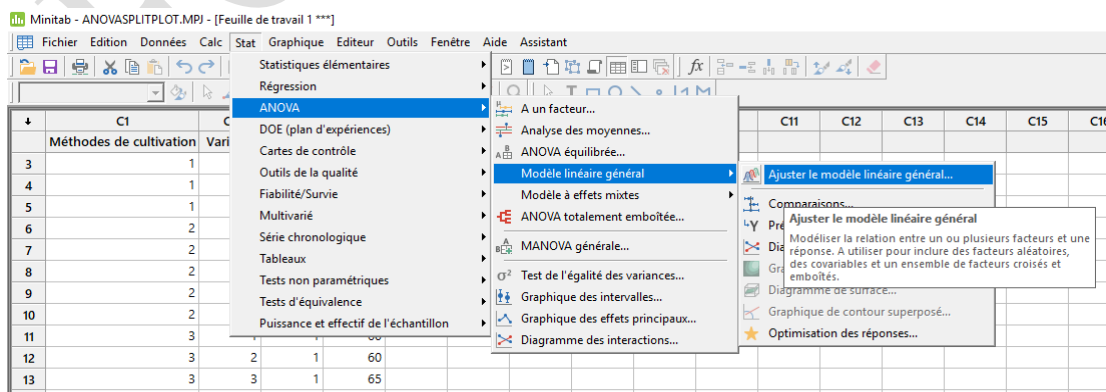 Minitab - ANOVASPLITPLOT.MPJ - [Feuille de travail 1 ***]
Fichier Edition Données Calc Stat Graphique Editeur Outils Fenêtre Aide Assistant
Statistiques élémentaires
Régression
ANOVA
DOE (plan d'expériences)
Cartes de contrôle
Outils de la qualité
Fiabilité/Survie
Multivarié
Série chronologique
Tableaux
Tests non paramétriques
Tests d'équivalence
Puissance et effectif de l'échantillon
A un facteur...
Analyse des moyennes...
ANOVA équilibrée...
Modèle linéaire général
Modèle à effets mixtes
ANOVA totalement emboîtée...
MANOVA générale...
Test de l'égalité des variances...
Graphique des intervalles...
Graphique des effets principaux...
Diagramme des interactions...
Ajuster le modèle linéaire général...
Comparaisons...
Ajuster le modèle linéaire général
Modéliser la relation entre un ou plusieurs facteurs et une
réponse. A utiliser pour inclure des facteurs aléatoires,
des covariables et un ensemble de facteurs croisés et
emboîtés.
Diagramme de surface...
Graphique de contour superposé...
Optimisation des réponses...
C1 C11 C12 C13 C14 C15 C16
Méthodes de cultivation Vari
3 1
4 1
5 1
6 2
7 2
8 2
9 2
10 2
11 3
12 3 2 1 60
13 3 3 1 65